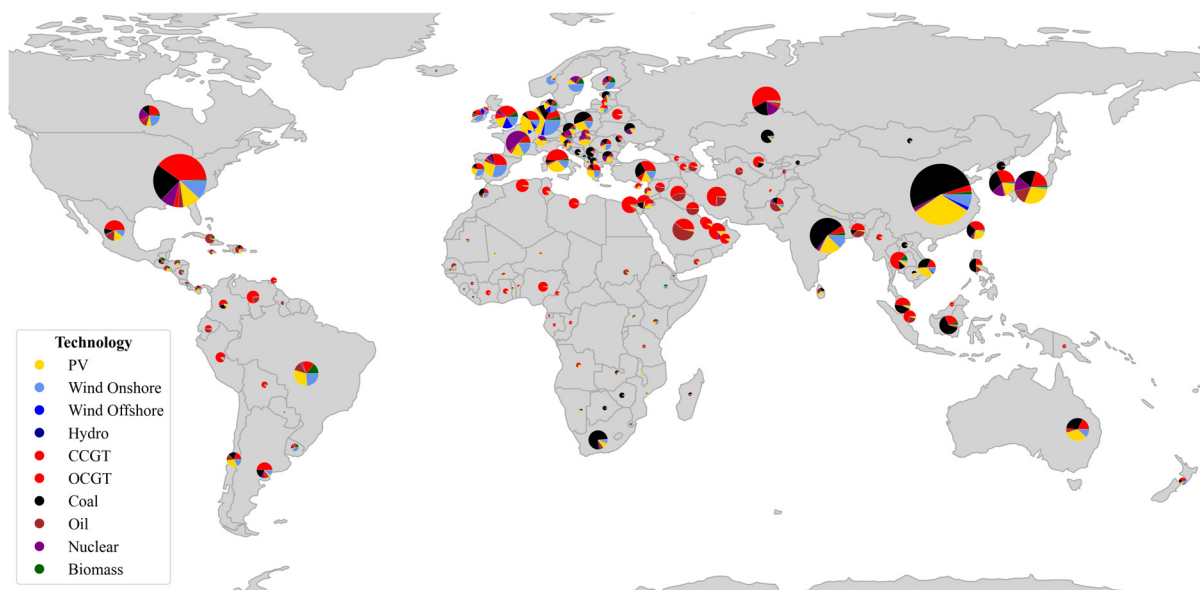 Technology
PV
Wind Onshore
Wind Offshore
Hydro
CCGT
OCGT
Coal
Oil
Nuclear
Biomass